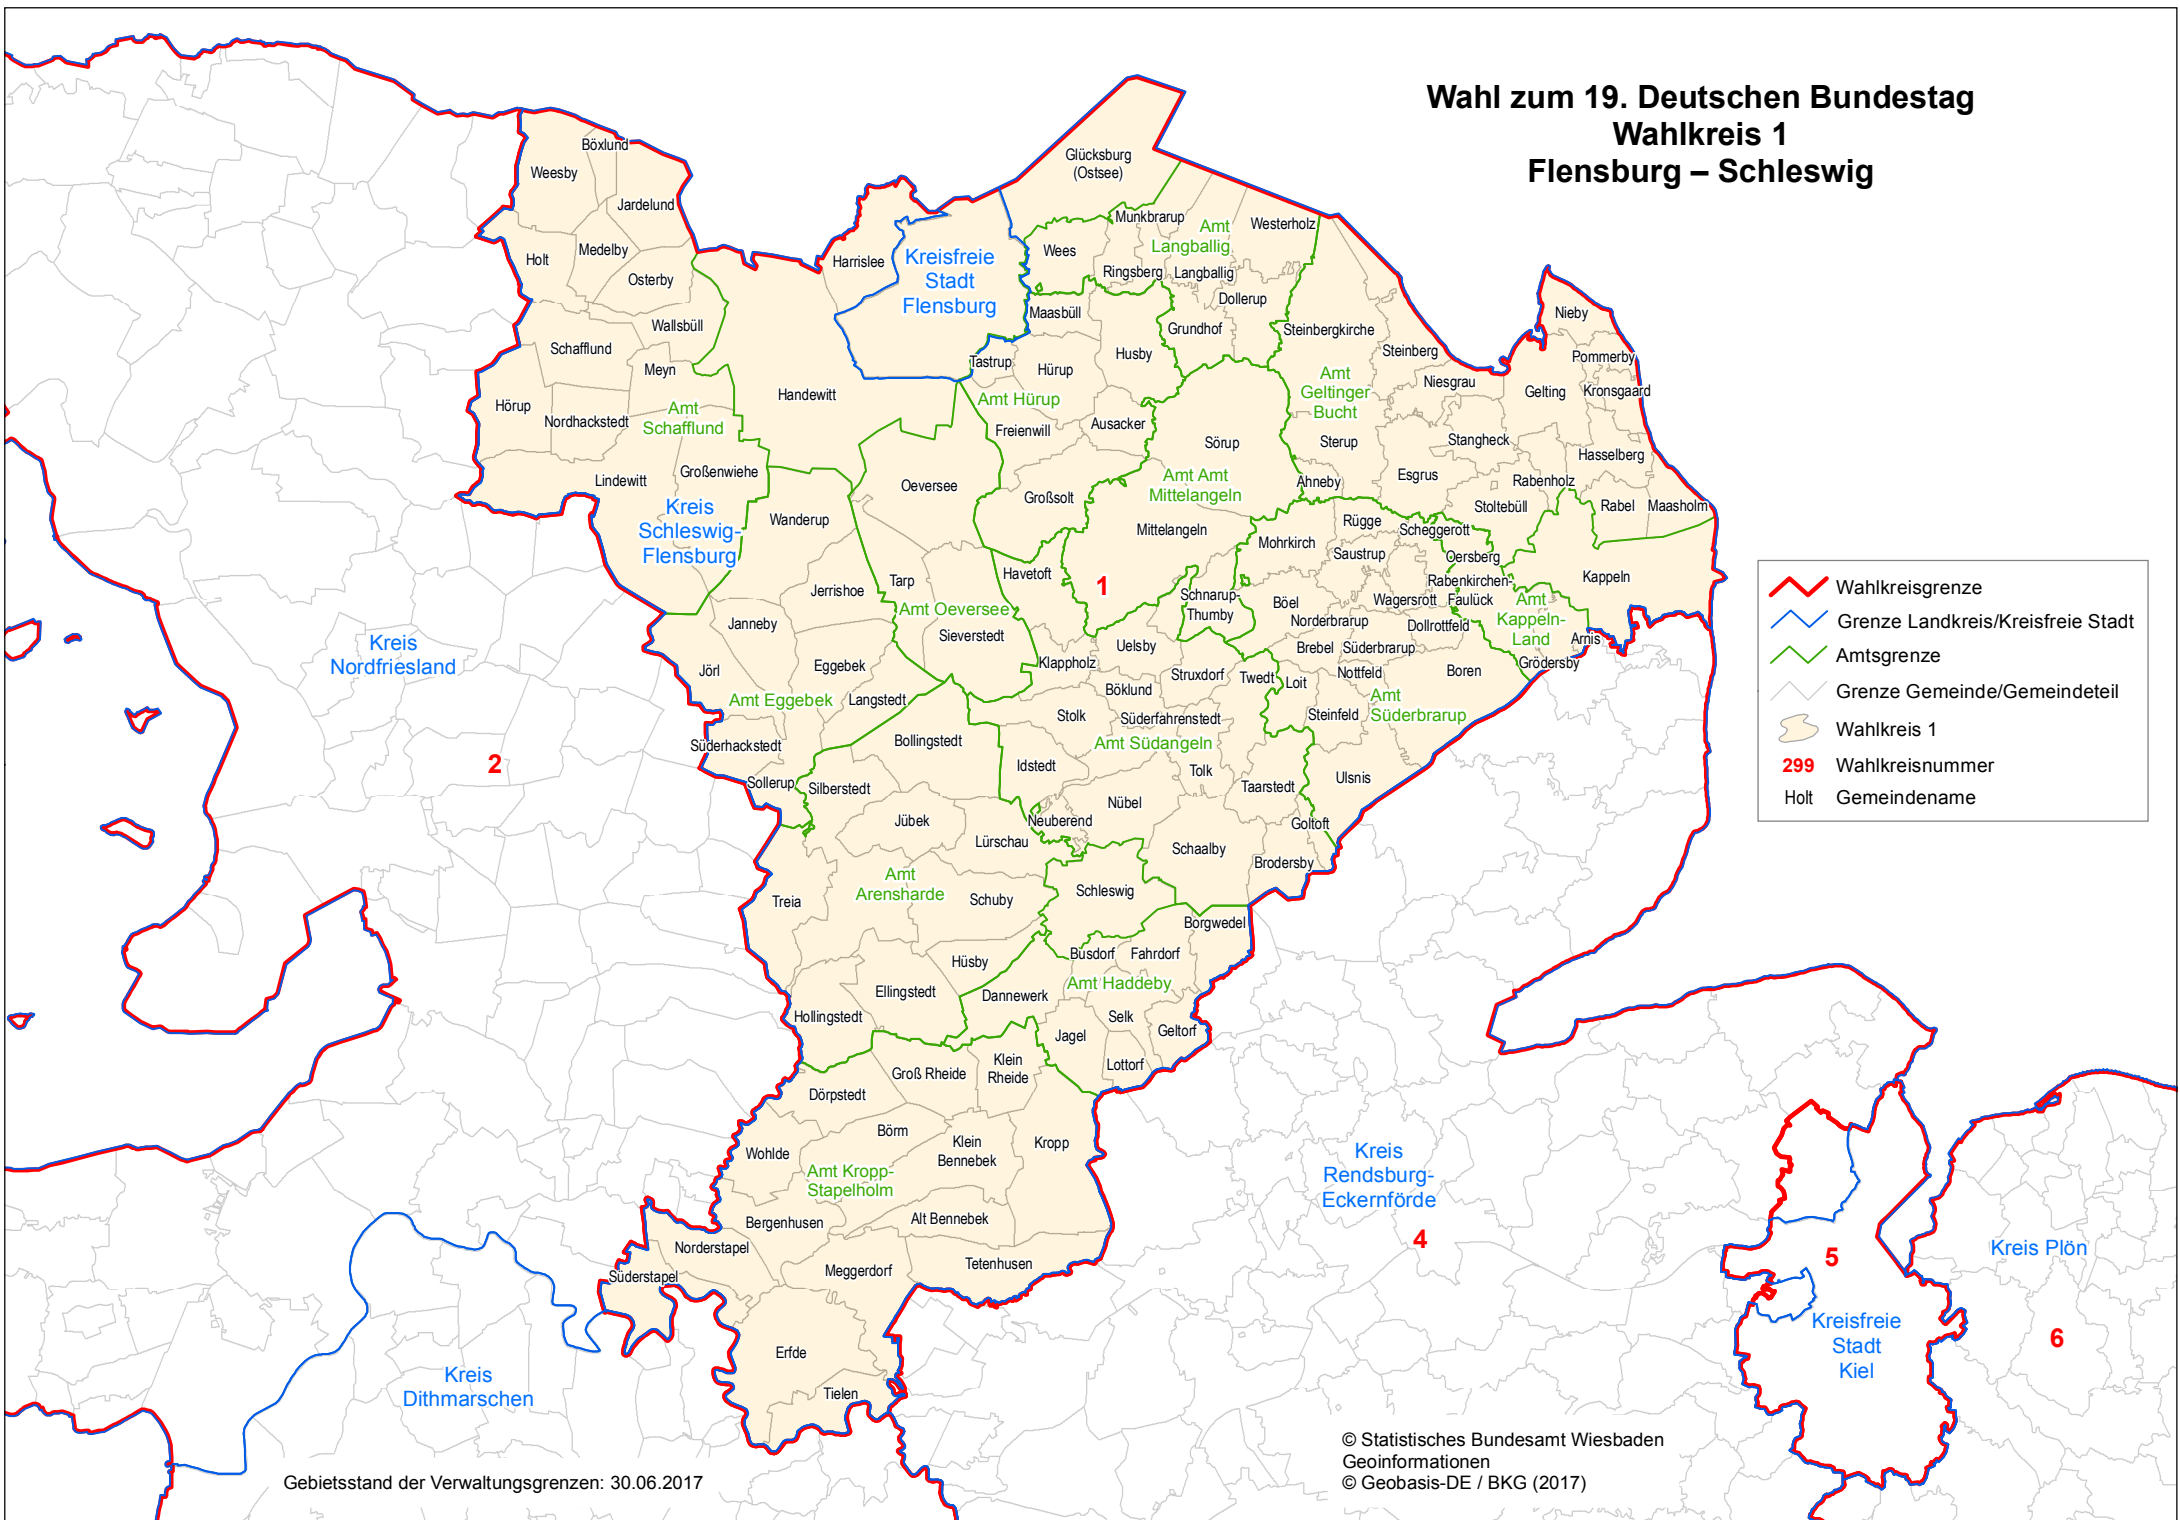 Wahl zum 19. Deutschen Bundestag
Wahlkreis 1
Flensburg – Schleswig
Böxlund
Weesby
Jardelund
Holt
Medelby
Osterby
Wallsbüll
Schafflund
Meyn
Hörup
Nordhackstedt
Amt
Schafflund
Lindewitt
Großenwiehe
Kreis
Schleswig-
Flensburg
Harrislee
Kreisfreie
Stadt
Flensburg
Handewitt
Glücksburg
(Ostsee)
Munkbrarup
Amt
Langballig
Westerholz
Wees
Ringsberg
Langballig
Dollerup
Maasbüll
Grundhof
Husby
Tastrup
Hürup
Amt Hürup
Freienwill
Ausacker
Großsolt
Steinbergkirche
Steinberg
Amt
Geltinger
Bucht
Niesgrau
Sterup
Ahneby
Esgrus
Stangheck
Nieby
Pommerby
Gelting
Kronsgaard
Hasselberg
Rabenholz
Stoltebüll
Rabel
Maasholm
Sörup
Amt Amt
Mittelangeln
Mittelangeln
1
Havetoft
Schnarup-
Thumby
Oeversee
Wanderup
Jerrishoe
Tarp
Amt Oeversee
Sieverstedt
Janneby
Jörl
Eggebek
Amt Eggebek
Langstedt
Süderhackstedt
Sollerup
Mohrkirch
Rügge
Scheggerott
Saustrup
Oersberg
Rabenkirchen-
Faulück
Wagersrott
Böel
Norderbrarup
Dollrottfeld
Brebel
Süderbrarup
Nottfeld
Loit
Boren
Steinfeld
Amt
Süderbrarup
Ulsnis
Kappeln
Amt
Kappeln-
Land
Arnis
Grödersby
Klappholz
Uelsby
Struxdorf
Twedt
Böklund
Stolk
Süderfahrenstedt
Amt Südangeln
Idstedt
Tolk
Taarstedt
Nübel
Neuberend
Goltoft
Schaalby
Brodersby
Bollingstedt
Silberstedt
Jübek
Lürschau
Amt
Arensharde
Treia
Schuby
Hüsby
Ellingstedt
Hollingstedt
Schleswig
Borgwedel
Busdorf
Fahrdorf
Amt Haddeby
Dannewerk
Selk
Geltorf
Jagel
Lottorf
Groß Rheide
Klein
Rheide
Dörpstedt
Börm
Klein
Bennebek
Kropp
Wohlde
Amt Kropp-
Stapelholm
Bergenhusen
Alt Bennebek
Norderstapel
Süderstapel
Meggerdorf
Tetenhusen
Erfde
Tielen
Kreis
Nordfriesland
2
Kreis
Dithmarschen
Kreis
Rendsburg-
Eckernförde
4
5
Kreisfreie
Stadt
Kiel
Kreis Plön
6
Wahlkreisgrenze
Grenze Landkreis/Kreisfreie Stadt
Amtsgrenze
Grenze Gemeinde/Gemeindeteil
Wahlkreis 1
299 Wahlkreisnummer
Holt Gemeindename
Gebietsstand der Verwaltungsgrenzen: 30.06.2017
© Statistisches Bundesamt Wiesbaden
Geoinformationen
© Geobasis-DE / BKG (2017)